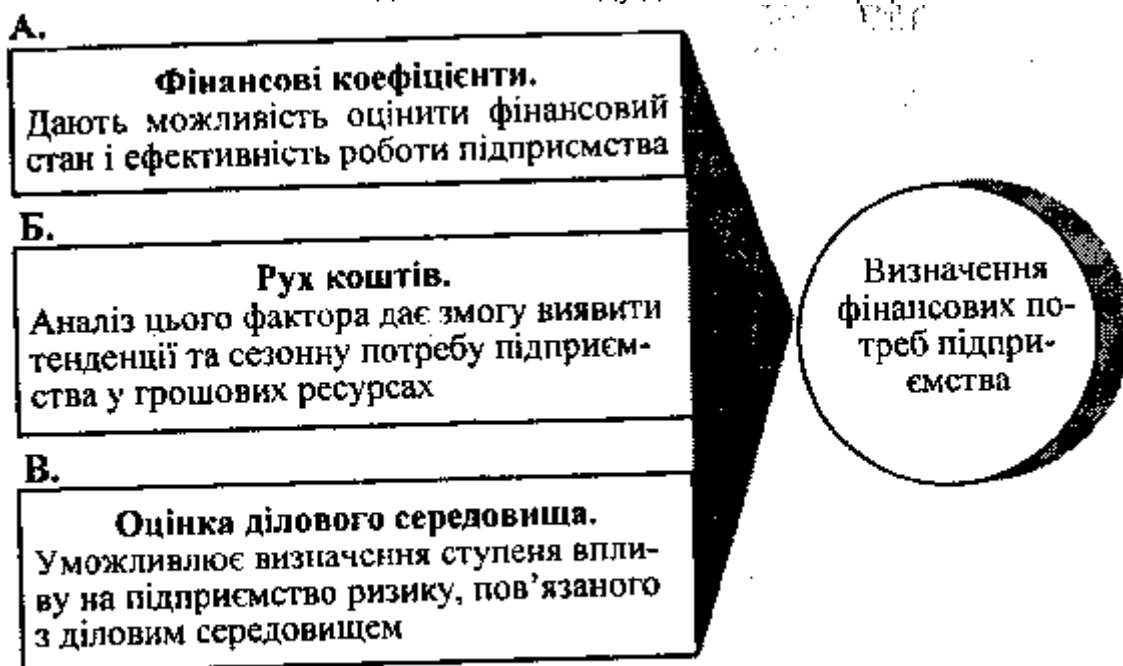 А.
Фінансові коефіцієнти.
Дають можливість оцінити фінансовий
стан і ефективність роботи підприємства
Б.
Рух коштів.
Аналіз цього фактора дає змогу виявити
тенденції та сезонну потребу підприєм-
ства у грошових ресурсах
В.
Оцінка ділового середовища.
Уможливлює визначення ступеня впли-
ву на підприємство ризику, пов’язаного
з діловим середовищем
Визначення
фінансових по-
треб підпри-
ємства